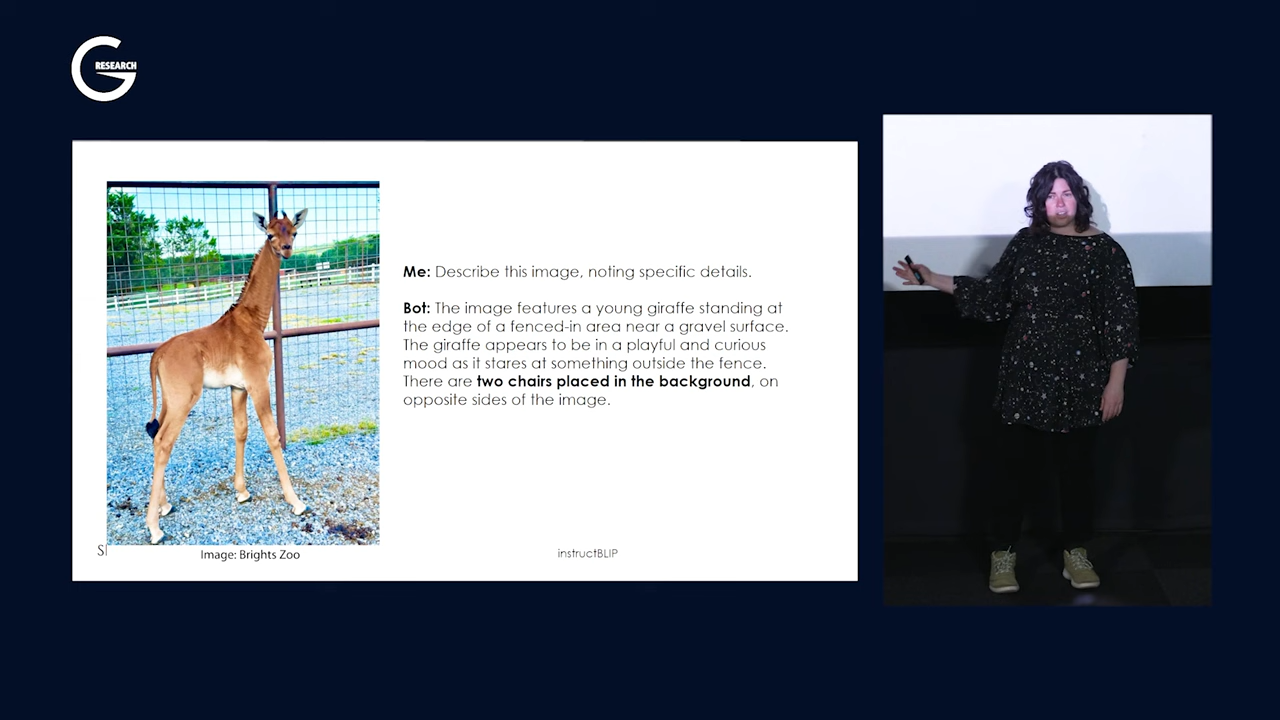 G RESEARCH
Me: Describe this image, noting specific details.
Bot: The image features a young giraffe standing at
the edge of a fenced-in area near a gravel surface.
The giraffe appears to be in a playful and curious
mood as it stares at something outside the fence.
There are two chairs placed in the background, on
opposite sides of the image.
Sl
Image: Brights Zoo
instructBLIP